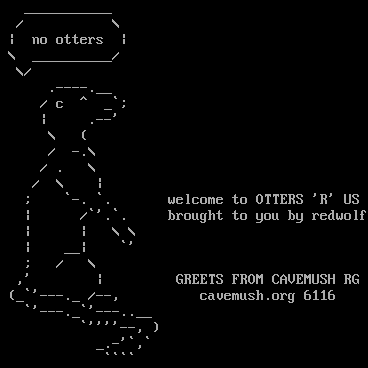 no otters
welcome to OTTERS 'R' US
brought to you by redwolf
GREETS FROM CAVEMUSH RG
cavemush.org 6116